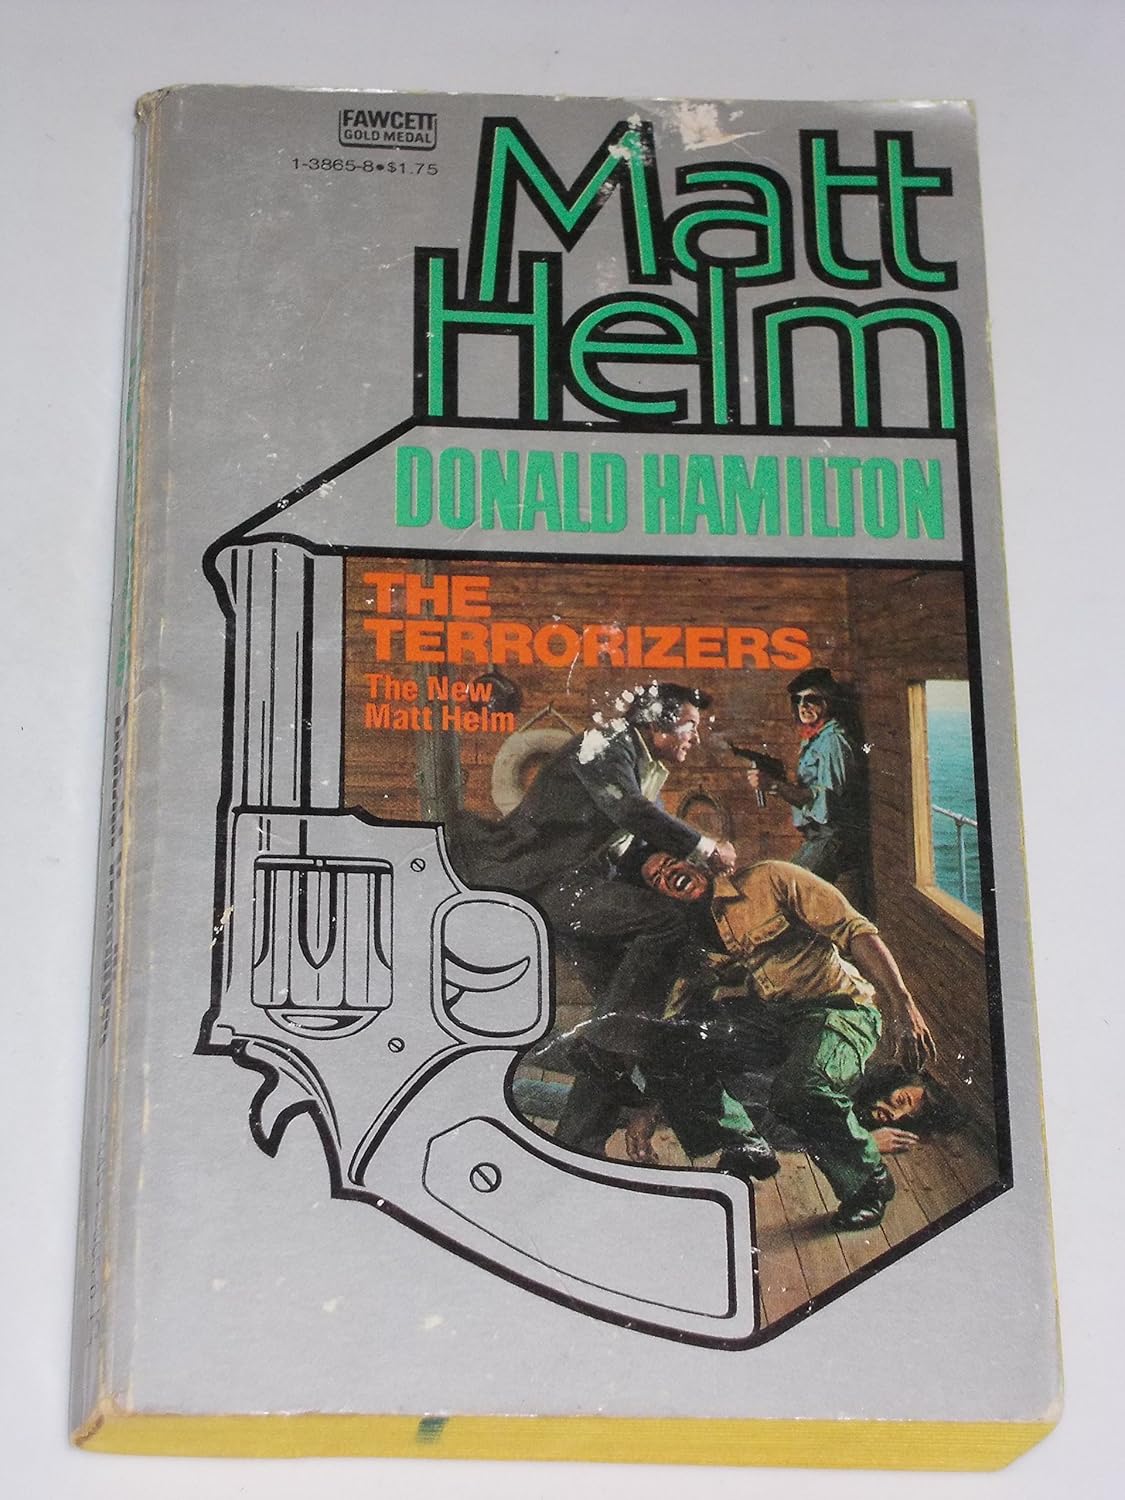 FAWCETT
GOLD MEDAL
1-3865-8•$1.75
Matt
Helm
DONALD HAMILTON
THE
TERRORIZERS
The New
Matt Helm